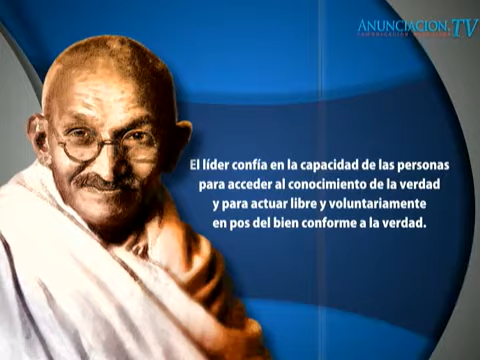 ANUNCIACION.TV
El líder confía en la capacidad de las personas
para acceder al conocimiento de la verdad
y para actuar libre y voluntariamente
en pos del bien conforme a la verdad.